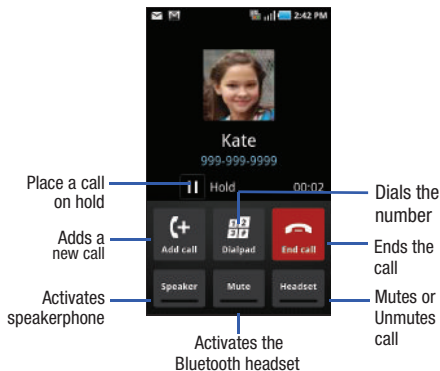 2:42 PM
Kate
999-999-9999
Hold 00:02
Add call
Dialpad
End call
Speaker
Mute
Headset
Place a call
on hold
Adds a
new call
Activates
speakerphone
Dials the
number
Ends the
call
Mutes or
Unmutes
call
Activates the
Bluetooth headset